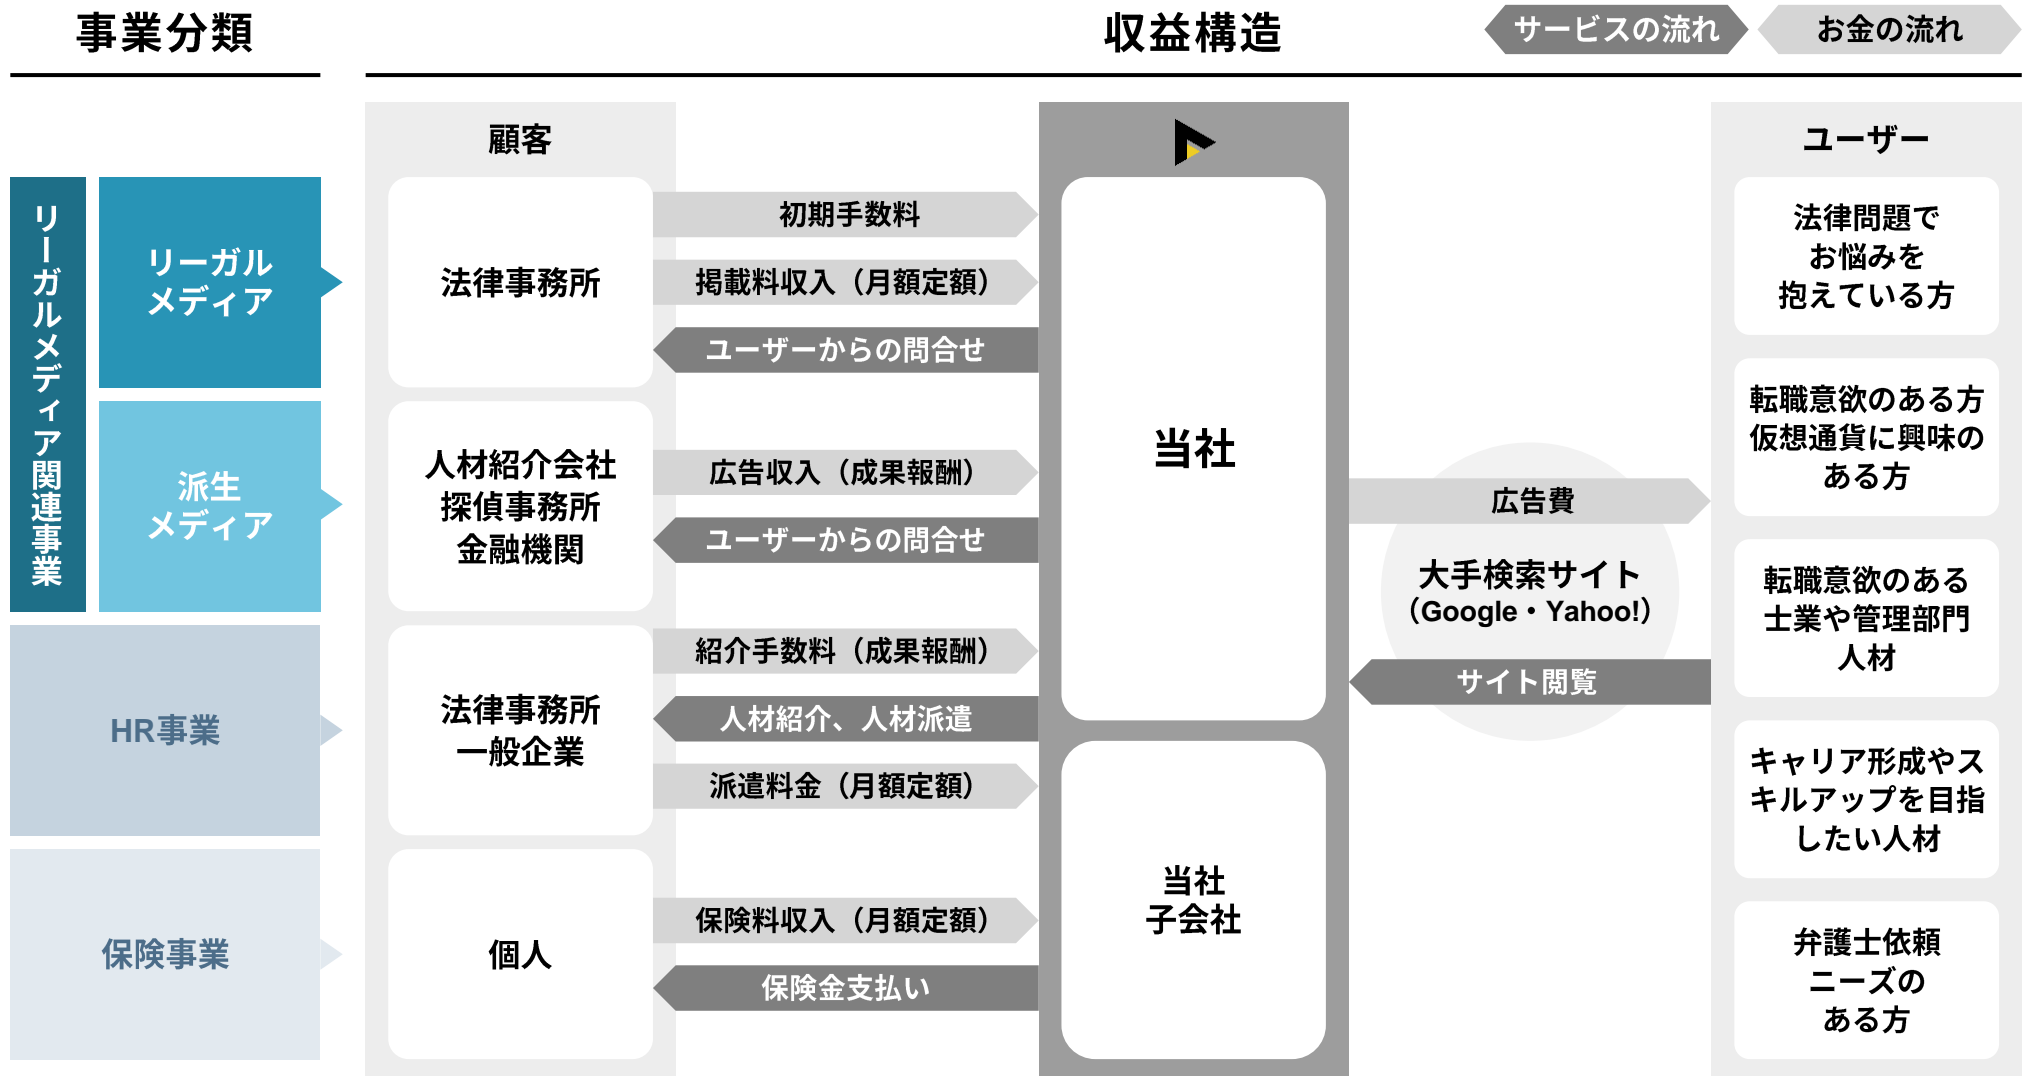 事業分類
収益構造
サービスの流れ
お金の流れ
リーガルメディア関連事業
リーガル
メディア
派生
メディア
HR事業
保険事業
顧客
法律事務所
人材紹介会社
探偵事務所
金融機関
法律事務所
一般企業
個人
初期手数料
掲載料収入（月額定額）
ユーザーからの問合せ
広告収入（成果報酬）
ユーザーからの問合せ
紹介手数料（成果報酬）
人材紹介、人材派遣
派遣料金（月額定額）
保険料収入（月額定額）
保険金支払い
当社
当社
子会社
広告費
大手検索サイト
（Google・Yahoo!）
サイト閲覧
ユーザー
法律問題で
お悩みを
抱えている方
転職意欲のある方
仮想通貨に興味の
ある方
転職意欲のある
士業や管理部門
人材
キャリア形成やス
キルアップを目指
したい人材
弁護士依頼
ニーズの
ある方